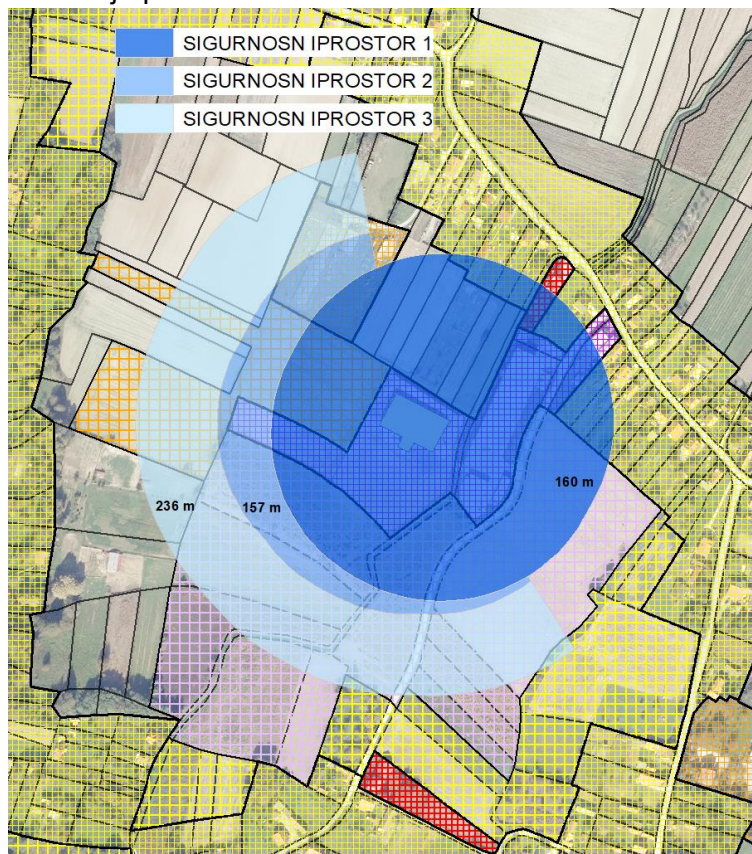 SIGURNOSN IPROSTOR 1
SIGURNOSN IPROSTOR 2
SIGURNOSN IPROSTOR 3
236 m
157 m
160 m